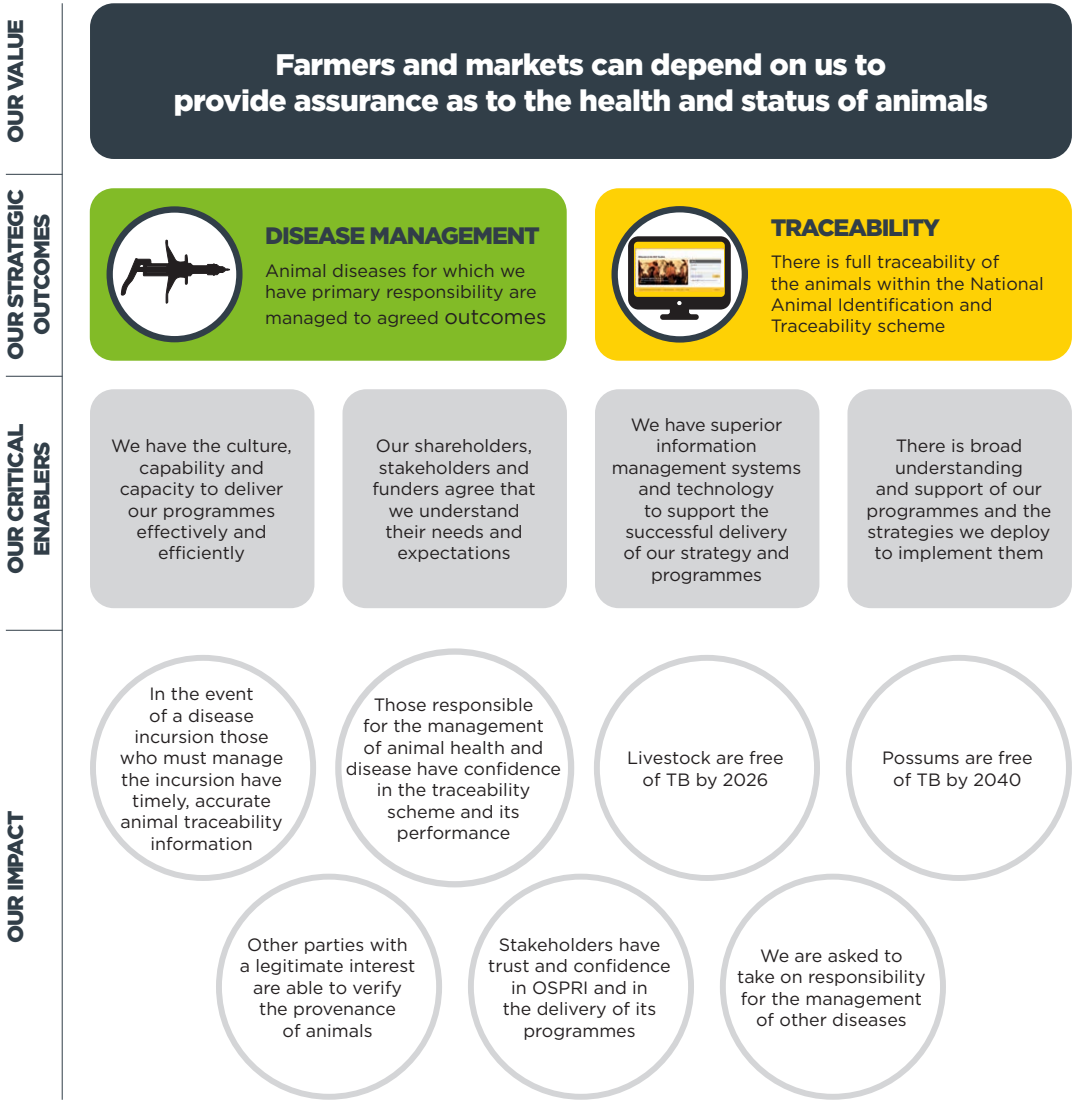 OUR VALUE
Farmers and markets can depend on us to
provide assurance as to the health and status of animals
OUR STRATEGIC
OUTCOMES
DISEASE MANAGEMENT
Animal diseases for which we
have primary responsibility are
managed to agreed outcomes
TRACEABILITY
There is full traceability of
the animals within the National
Animal Identification and
Traceability scheme
OUR CRITICAL
ENABLERS
We have the culture,
capability and
capacity to deliver
our programmes
effectively and
efficiently
Our shareholders,
stakeholders and
funders agree that
we understand
their needs and
expectations
We have superior
information
management systems
and technology
to support the
successful delivery
of our strategy and
programmes
There is broad
understanding
and support of our
programmes and the
strategies we deploy
to implement them
OUR IMPACT
In the event
of a disease
incursion those
who must manage
the incursion have
timely, accurate
animal traceability
information
Those responsible
for the management
of animal health and
disease have confidence
in the traceability
scheme and its
performance
Livestock are free
of TB by 2026
Possums are free
of TB by 2040
Other parties with
a legitimate interest
are able to verify
the provenance
of animals
Stakeholders have
trust and confidence
in OSPRI and in
the delivery of its
programmes
We are asked to
take on responsibility
for the management
of other diseases